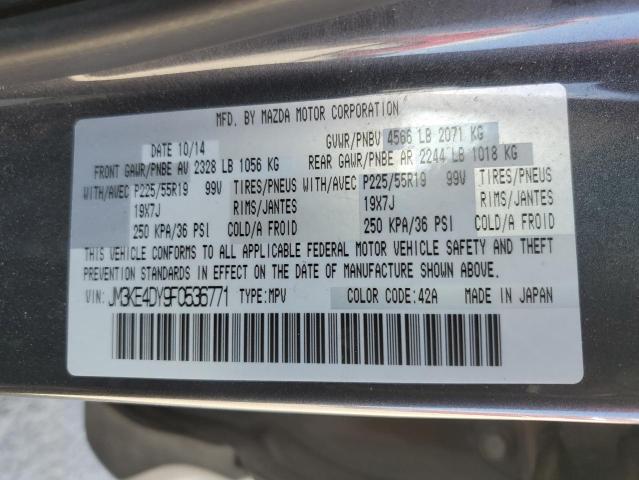 MFD. BY MAZDA MOTOR CORPORATION
DATE 10/14 GVWR/PNBV 4566 LB 2071 KG
FRONT GAWR/PNBE AV 2328 LB 1056 KG REAR GAWR/PNBE AR 2244 LB 1018 KG
WITH/AVEC P225/55R19 99V TIRES/PNEUS WITH/AVEC P225/55R19 99V TIRES/PNEUS
19X7J RIMS/JANTES 19X7J RIMS/JANTES
250 KPA/36 PSI COLD/A FROID 250 KPA/36 PSI COLD/A FROID
THIS VEHICLE CONFORMS TO ALL APPLICABLE FEDERAL MOTOR VEHICLE SAFETY AND THEFT
PREVENTION STANDARDS IN EFFECT ON THE DATE OF MANUFACTURE SHOWN ABOVE.
VIN: JM3KE4DY9F0536771 TYPE:MPV COLOR CODE:42A MADE IN JAPAN